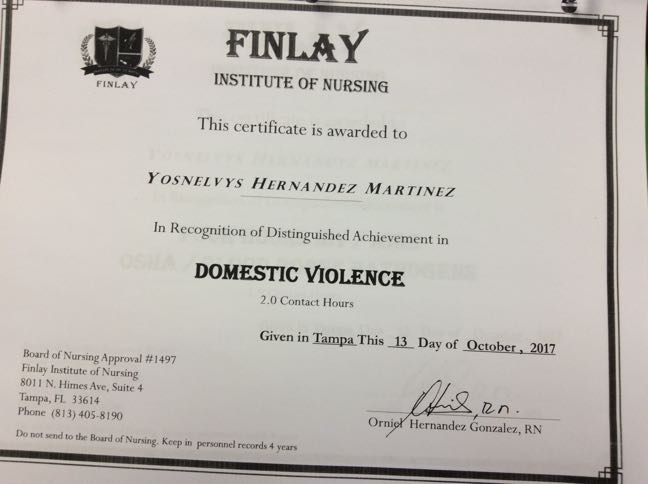 FINLAY
FINLAY
INSTITUTE OF NURSING
This certificate is awarded to
YOSNELVYS HERNANDEZ MARTINEZ
In Recognition of Distinguished Achievement in
DOMESTIC VIOLENCE
2.0 Contact Hours
Given in Tampa This 13 Day of October, 2017
Board of Nursing Approval #1497
Finlay Institute of Nursing
8011 N. Himes Ave, Suite 4
Tampa, FL 33614
Phone (813) 405-8190
R.N.
Orniel Hernandez Gonzalez, RN
Do not send to the Board of Nursing. Keep in personnel records 4 years